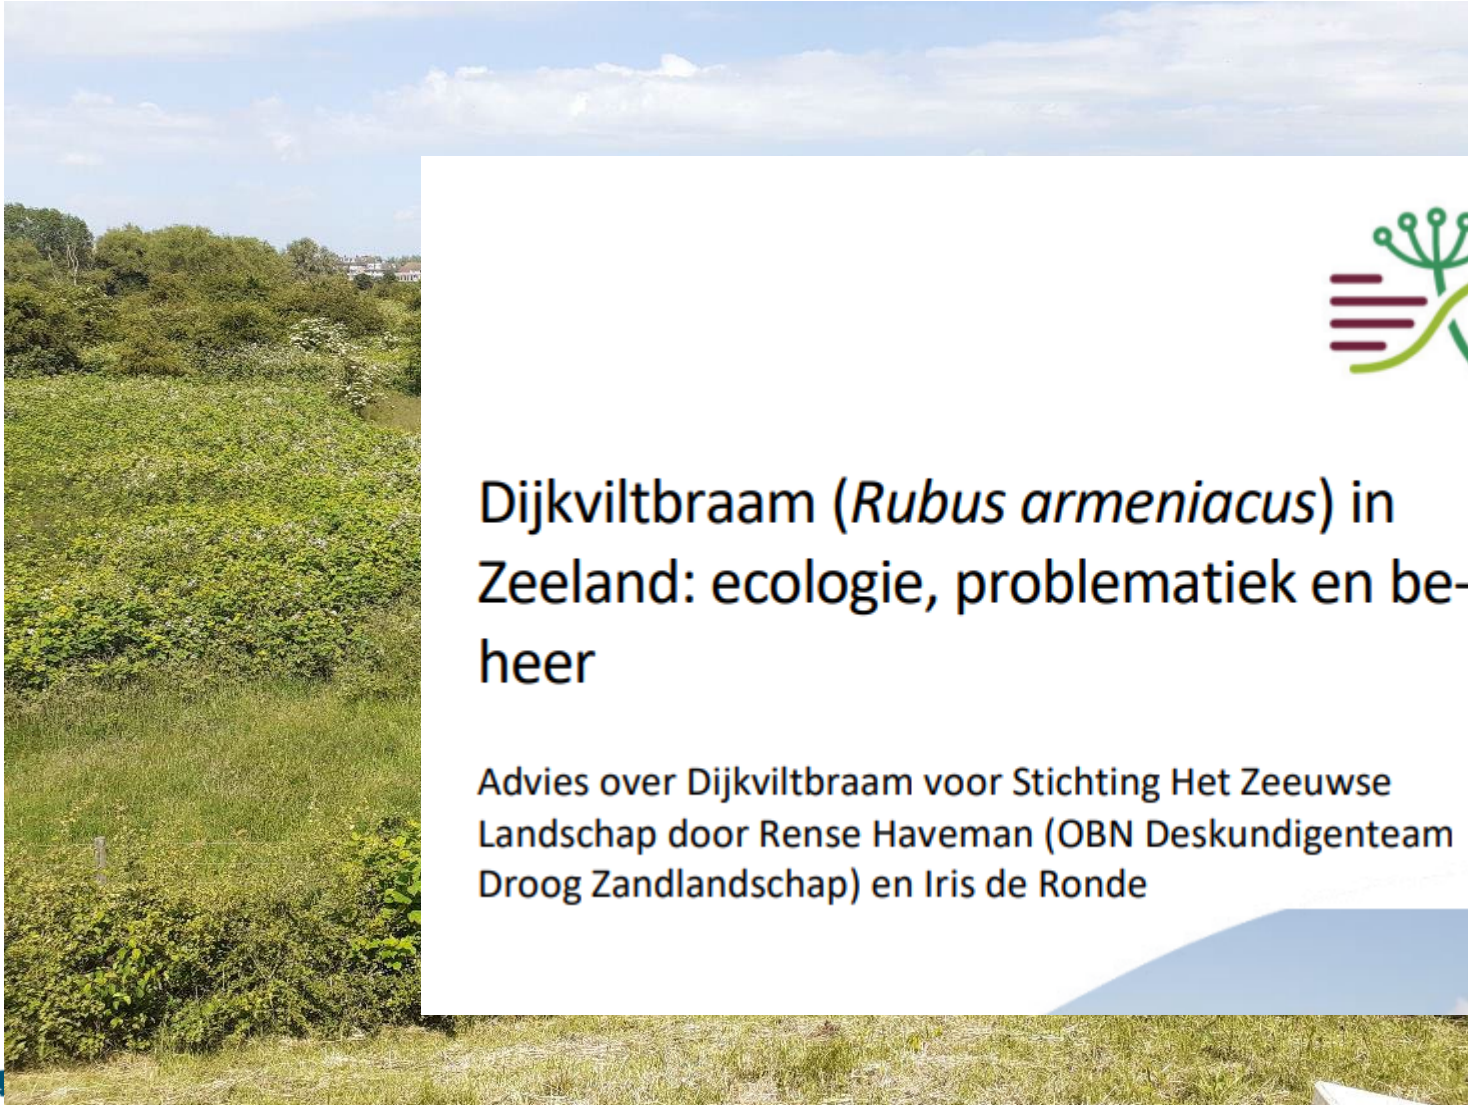 Dijkviltbraam (Rubus armeniacus) in
Zeeland: ecologie, problematiek en be-
heer
Advies over Dijkviltbraam voor Stichting Het Zeeuwse
Landschap door Rense Haveman (OBN Deskundigenteam
Droog Zandlandschap) en Iris de Ronde